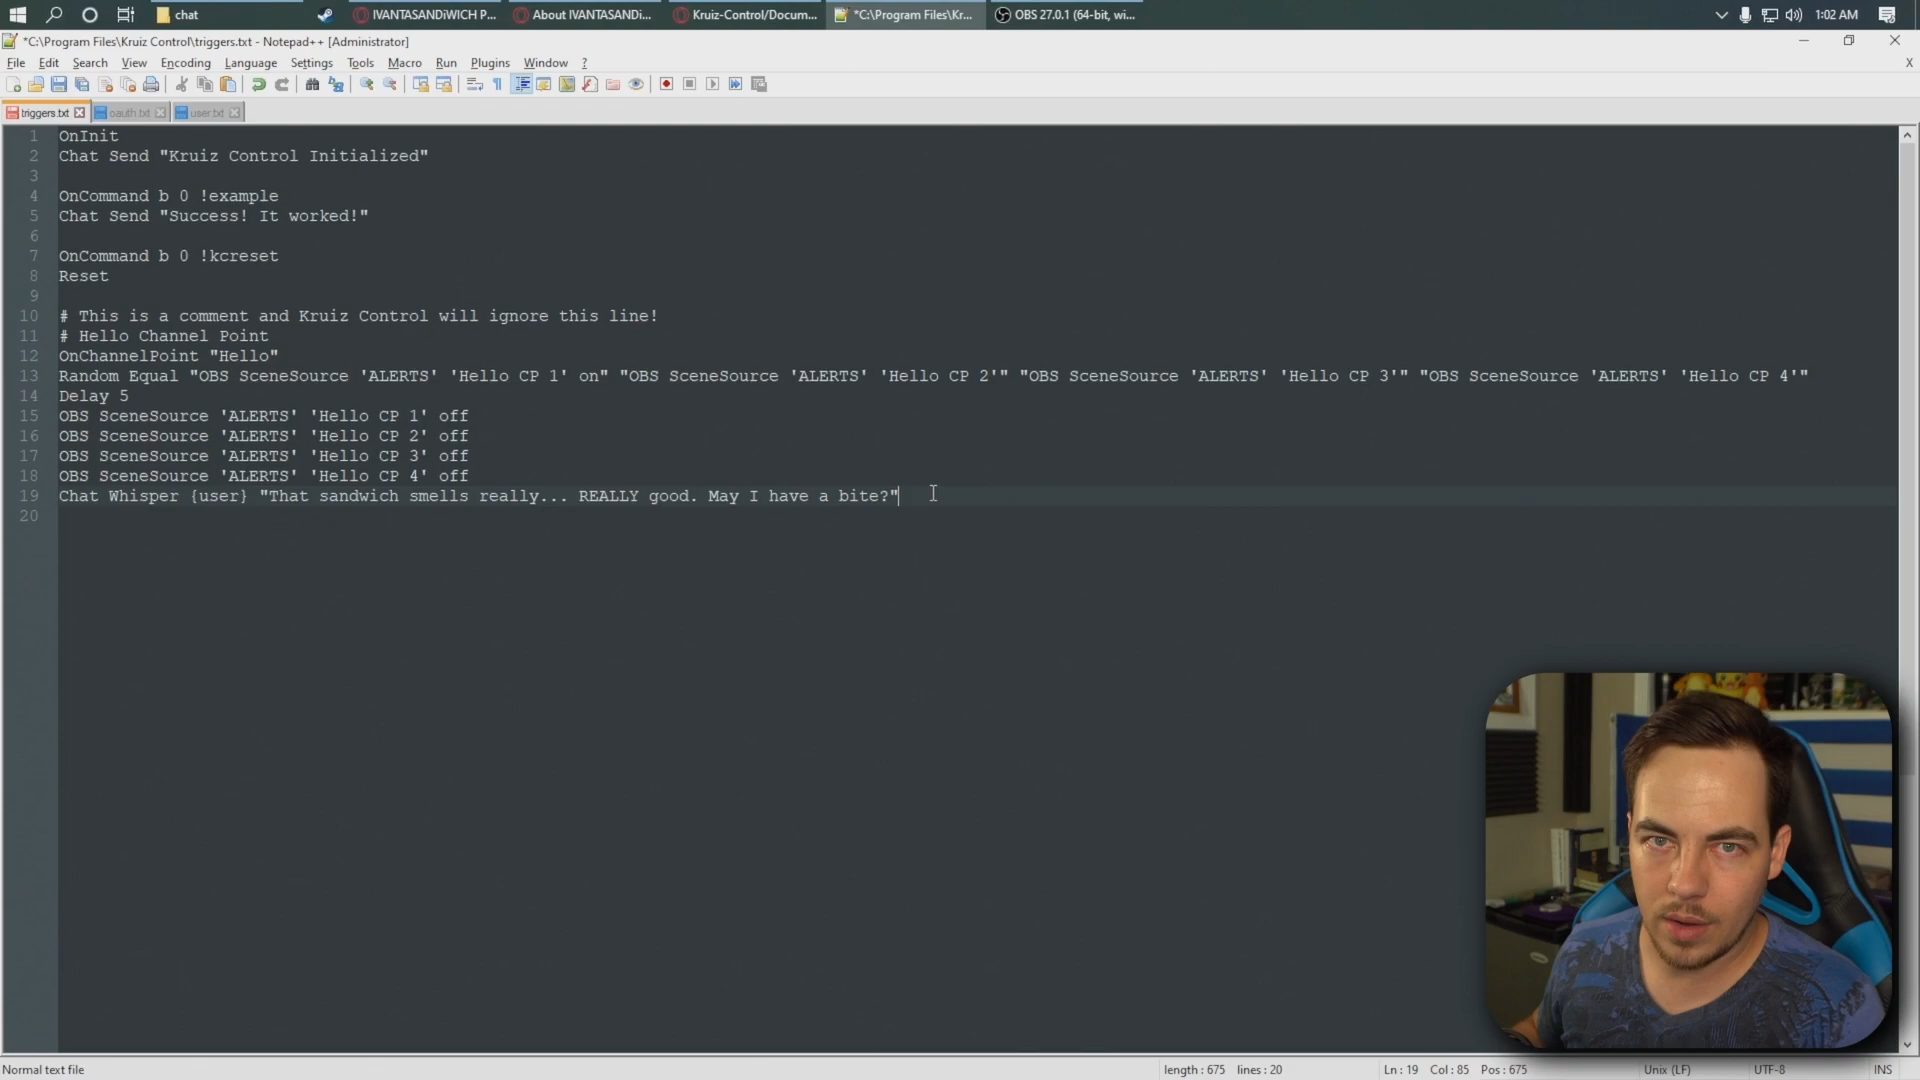 chat
IVANTASANDiWICH P...
About IVANTASANDi...
Kruiz-Control/Docum...
*C:\Program Files\Kr...
OBS 27.0.1 (64-bit, wi...
1:02 AM
*C:\Program Files\Kruiz Control\triggers.txt - Notepad++ [Administrator]
File Edit Search View Encoding Language Settings Tools Macro Run Plugins Window ? X
triggers.txt oauth.txt user.txt
1 OnInit
2 Chat Send "Kruiz Control Initialized"
3
4 OnCommand b 0 !example
5 Chat Send "Success! It worked!"
6
7 OnCommand b 0 !kcreset
8 Reset
9
10 # This is a comment and Kruiz Control will ignore this line!
11 # Hello Channel Point
12 OnChannelPoint "Hello"
13 Random Equal "OBS SceneSource 'ALERTS' 'Hello CP 1' on" "OBS SceneSource 'ALERTS' 'Hello CP 2'" "OBS SceneSource 'ALERTS' 'Hello CP 3'" "OBS SceneSource 'ALERTS' 'Hello CP 4'"
14 Delay 5
15 OBS SceneSource 'ALERTS' 'Hello CP 1' off
16 OBS SceneSource 'ALERTS' 'Hello CP 2' off
17 OBS SceneSource 'ALERTS' 'Hello CP 3' off
18 OBS SceneSource 'ALERTS' 'Hello CP 4' off
19 Chat Whisper {user} "That sandwich smells really... REALLY good. May I have a bite?"
20
Normal text file length : 675 lines : 20 Ln : 19 Col : 85 Pos : 675 Unix (LF) UTF-8 INS